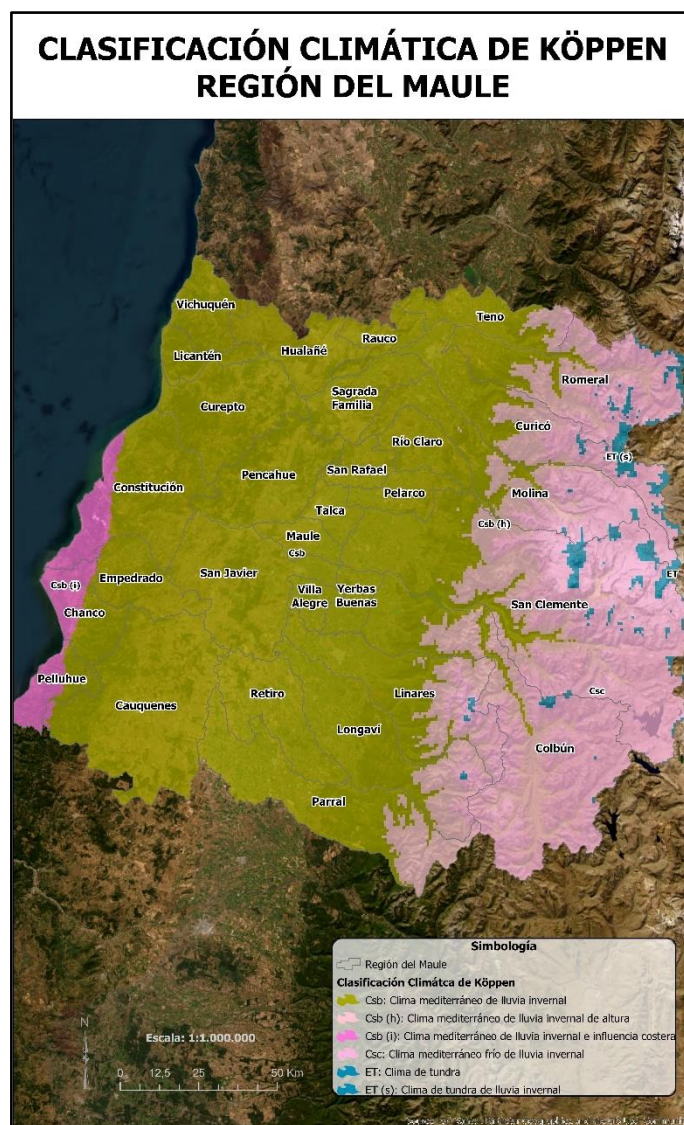 CLASIFICACIÓN CLIMÁTICA DE KÖPPEN
REGIÓN DEL MAULE
Vichuquén
Teno
Rauco
Hualañé
Licantén
Romeral
Sagrada
Familia
Curepto
Curicó
Río Claro
ET (s)
San Rafael
Pencahue
Constitución
Pelarco
Molina
Talca
Csb (h)
Maule
Csb
San Javier
Empedrado
ET
Csb (i)
Villa
Alegre
Yerbas
Buenas
San Clemente
Chanco
Pelluhue
Csc
Retiro
Linares
Cauquenes
Longaví
Colbún
Parral
Simbología
Región del Maule
Clasificación Climátca de Köppen
Csb: Clima mediterráneo de lluvia invernal
Csb (h): Clima mediterráneo de lluvia invernal de altura
Csb (i): Clima mediterráneo de lluvia invernal e influencia costera
Csc: Clima mediterráneo frío de lluvia invernal
ET: Clima de tundra
ET (s): Clima de tundra de lluvia invernal
N
Escala: 1:1.000.000
0 12,5 25 50 Km